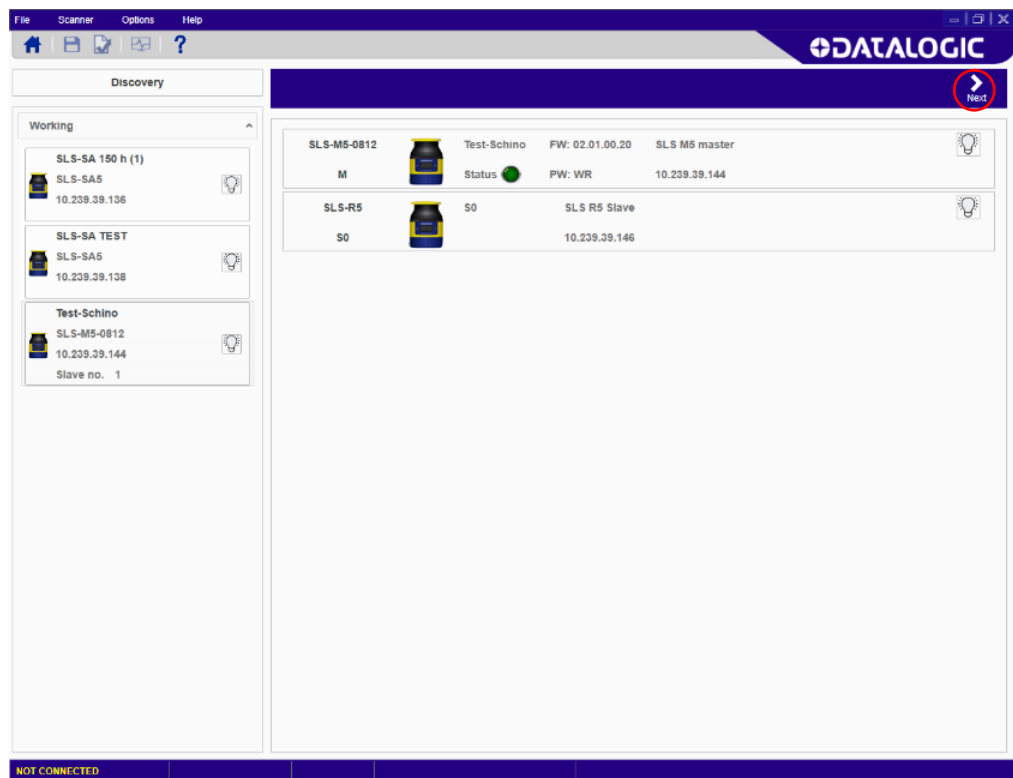 File Scanner Options Help
?
DATALOGIC
Discovery
Next
Working
SLS-SA 150 h (1)
SLS-SA5
10.239.39.136
SLS-SA TEST
SLS-SA5
10.239.39.138
Test-Schino
SLS-M5-0812
10.239.39.144
Slave no. 1
SLS-M5-0812 Test-Schino FW: 02.01.00.20 SLS M5 master
M Status PW: WR 10.239.39.144
SLS-R5 S0 SLS R5 Slave
S0 10.239.39.146
NOT CONNECTED